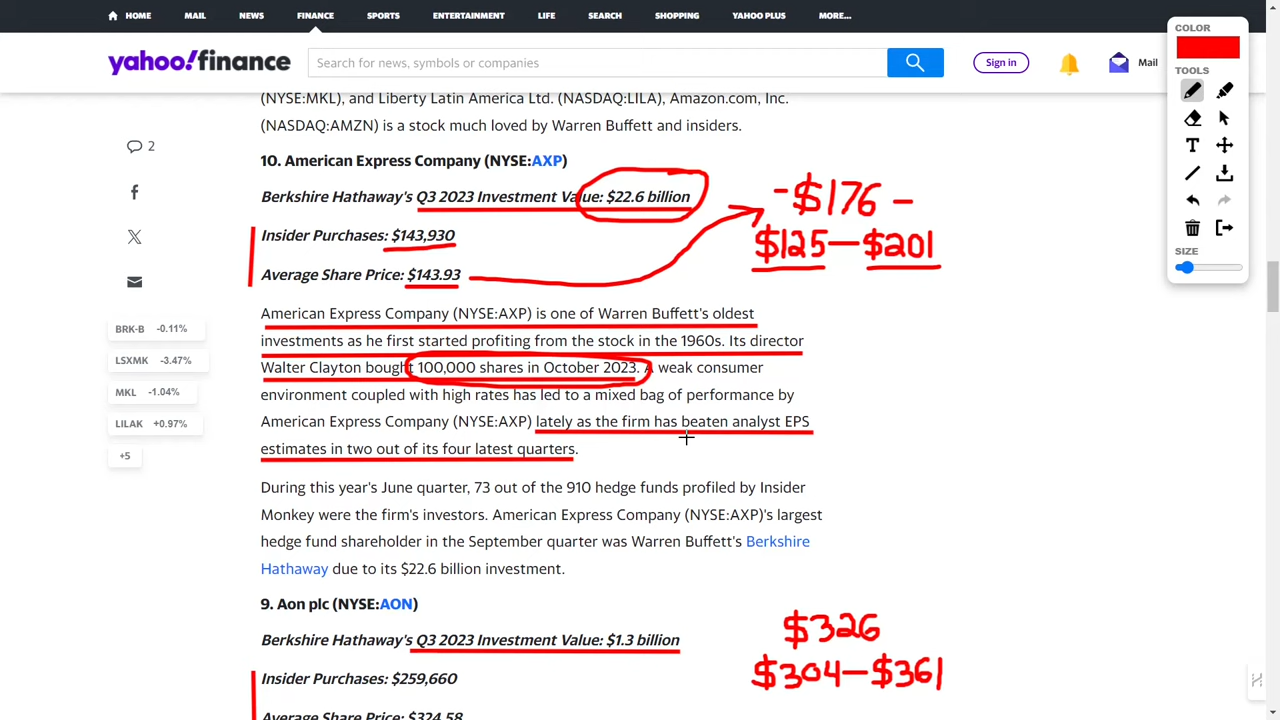 HOME MAIL NEWS FINANCE SPORTS ENTERTAINMENT LIFE SEARCH SHOPPING YAHOO PLUS MORE...
yahoo!finance
Search for news, symbols or companies
Sign in
Mail
COLOR
TOOLS
T
SIZE
(NYSE:MKL), and Liberty Latin America Ltd. (NASDAQ:LILA), Amazon.com, Inc.
(NASDAQ:AMZN) is a stock much loved by Warren Buffett and insiders.
2
10. American Express Company (NYSE:AXP)
Berkshire Hathaway's Q3 2023 Investment Value: $22.6 billion
-$176 -
Insider Purchases: $143,930
$125—$201
Average Share Price: $143.93
American Express Company (NYSE:AXP) is one of Warren Buffett's oldest
investments as he first started profiting from the stock in the 1960s. Its director
Walter Clayton bought 100,000 shares in October 2023. A weak consumer
environment coupled with high rates has led to a mixed bag of performance by
American Express Company (NYSE:AXP) lately as the firm has beaten analyst EPS
estimates in two out of its four latest quarters.
BRK-B -0.11%
LSXMK -3.47%
MKL -1.04%
LILAK +0.97%
+5
During this year's June quarter, 73 out of the 910 hedge funds profiled by Insider
Monkey were the firm's investors. American Express Company (NYSE:AXP)'s largest
hedge fund shareholder in the September quarter was Warren Buffett's Berkshire
Hathaway due to its $22.6 billion investment.
9. Aon plc (NYSE:AON)
Berkshire Hathaway's Q3 2023 Investment Value: $1.3 billion
$326
$304—$361
Insider Purchases: $259,660
Average Share Price: $324.58